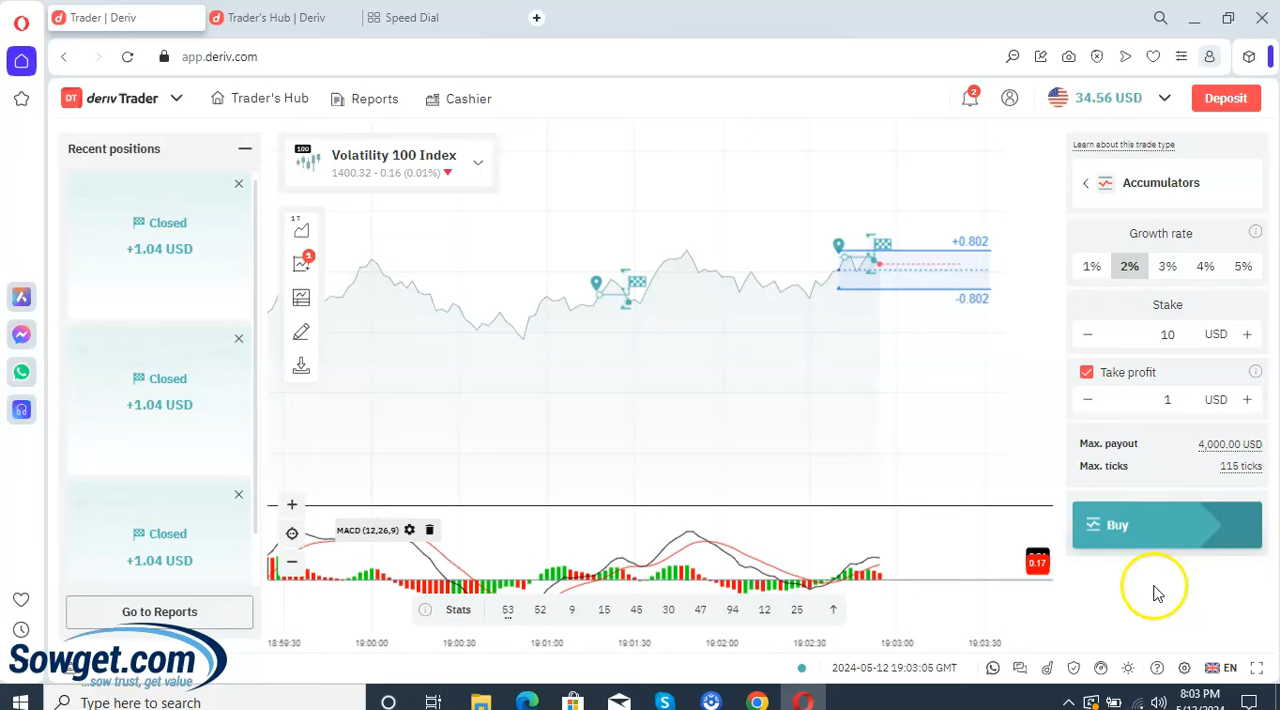 Trader | Deriv
Trader's Hub | Deriv
Speed Dial
app.deriv.com
DT deriv Trader
Trader's Hub
Reports
Cashier
2
34.56 USD
Deposit
Recent positions
Closed
+1.04 USD
Closed
+1.04 USD
Closed
+1.04 USD
Go to Reports
100
Volatility 100 Index
1400.32 - 0.16 (0.01%)
1T
1
+0.802
-0.802
MACD (12,26,9)
0.17
Stats 53 52 9 15 45 30 47 94 12 25
18:59:30 19:00:00 19:00:30 19:01:00 19:01:30 19:02:00 19:02:30 19:03:00 19:03:30
Learn about this trade type
Accumulators
Growth rate
1% 2% 3% 4% 5%
Stake
− 10 USD +
Take profit
− 1 USD +
Max. payout 4,000.00 USD
Max. ticks 115 ticks
Buy
2024-05-12 19:03:05 GMT
EN
Sowget.com
...sow trust, get value
Type here to search
8:03 PM